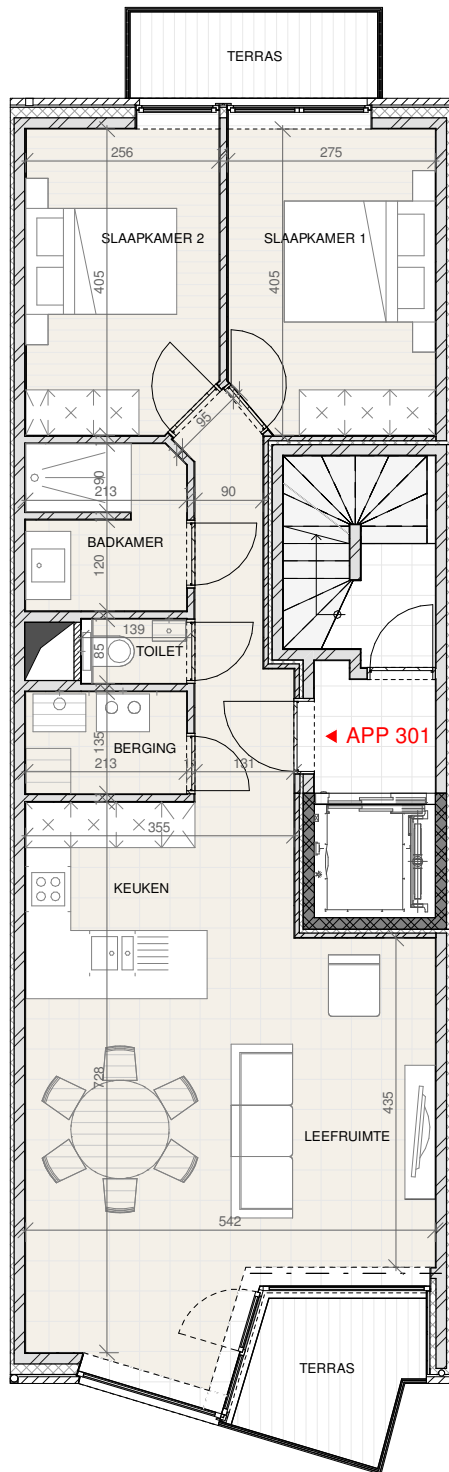 TERRAS
256
275
SLAAPKAMER 2
SLAAPKAMER 1
405
405
95
90
213
90
BADKAMER
120
139
TOILET
85
135
BERGING
APP 301
213
131
355
KEUKEN
728
435
LEEFRUIMTE
542
TERRAS